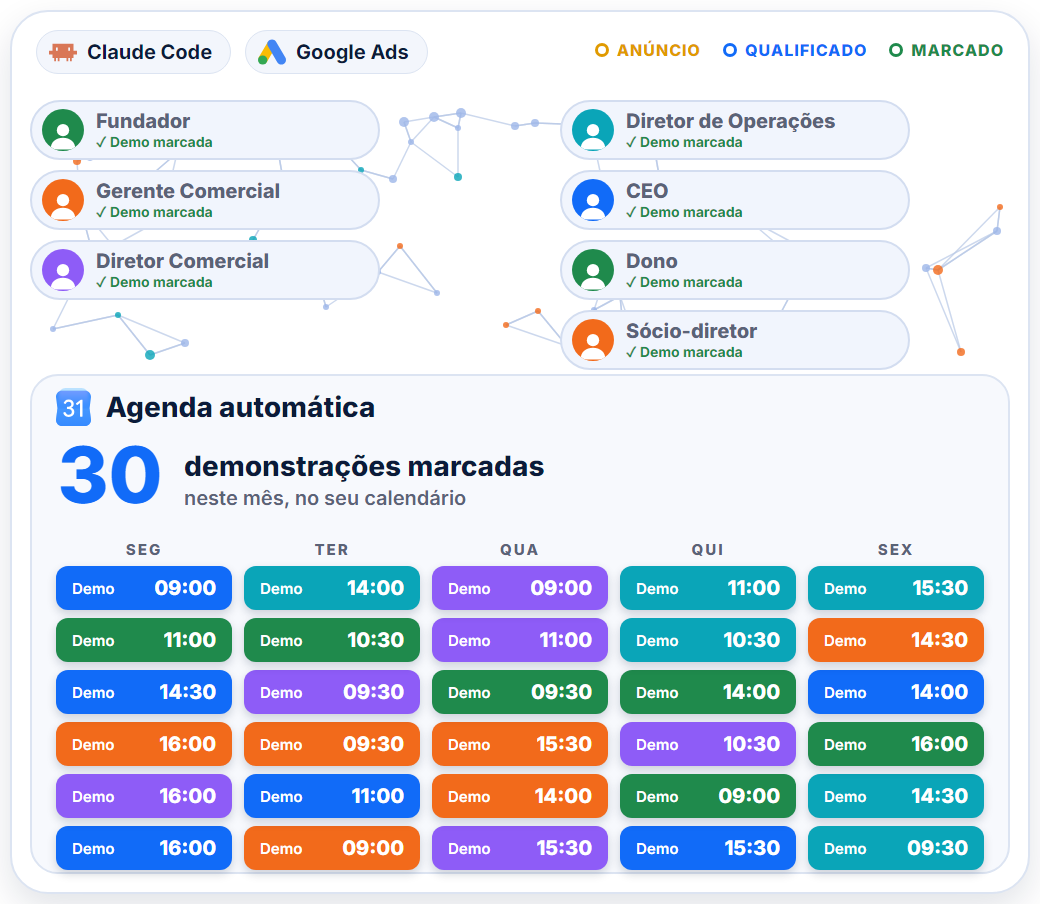 Claude Code
Google Ads
ANÚNCIO
QUALIFICADO
MARCADO
Fundador
✓ Demo marcada
Gerente Comercial
✓ Demo marcada
Diretor Comercial
✓ Demo marcada
Diretor de Operações
✓ Demo marcada
CEO
✓ Demo marcada
Dono
✓ Demo marcada
Sócio-diretor
✓ Demo marcada
31 Agenda automática
30 demonstrações marcadas
neste mês, no seu calendário
SEG TER QUA QUI SEX
Demo 09:00 Demo 14:00 Demo 09:00 Demo 11:00 Demo 15:30
Demo 11:00 Demo 10:30 Demo 11:00 Demo 10:30 Demo 14:30
Demo 14:30 Demo 09:30 Demo 09:30 Demo 14:00 Demo 14:00
Demo 16:00 Demo 09:30 Demo 15:30 Demo 10:30 Demo 16:00
Demo 16:00 Demo 11:00 Demo 14:00 Demo 09:00 Demo 14:30
Demo 16:00 Demo 09:00 Demo 15:30 Demo 15:30 Demo 09:30